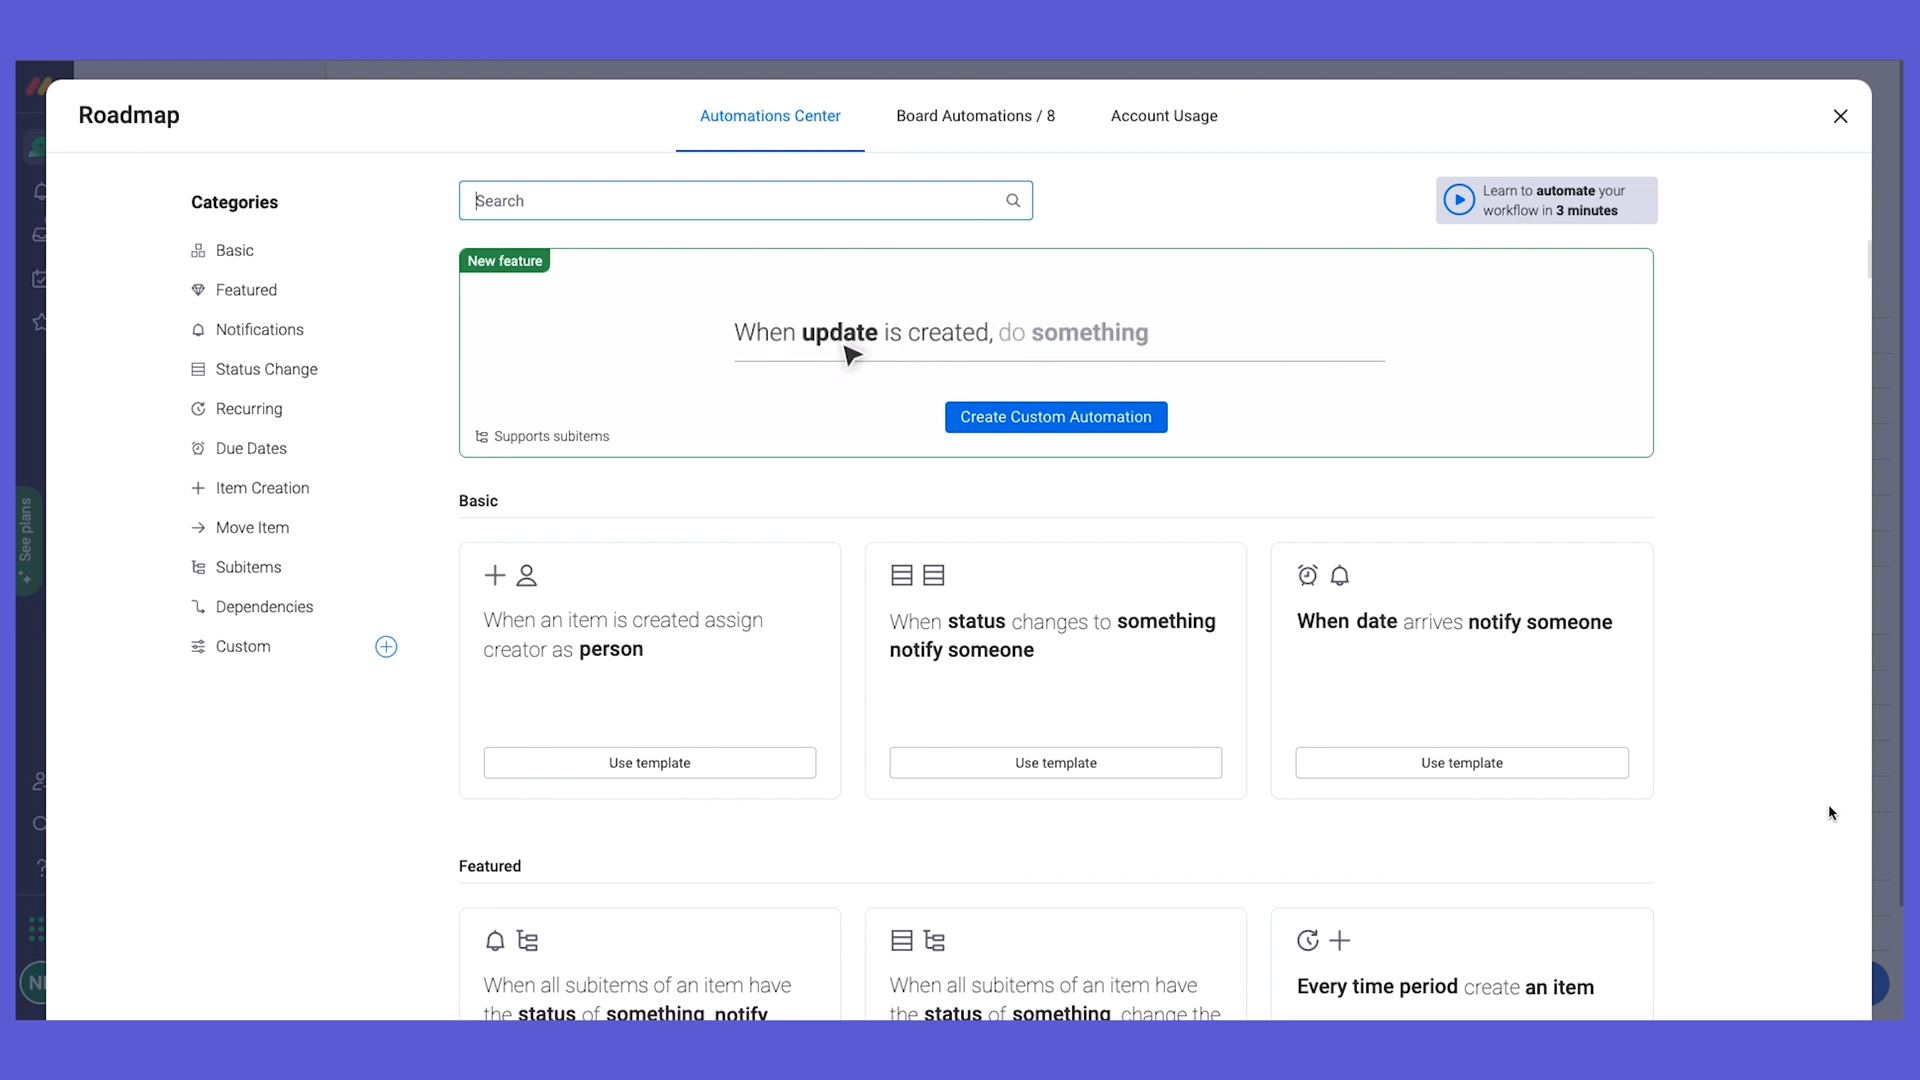 Roadmap
Automations Center
Board Automations / 8
Account Usage
Categories
Basic
Featured
Notifications
Status Change
Recurring
Due Dates
Item Creation
Move Item
Subitems
Dependencies
Custom
See plans
NI
Search
Learn to automate your
workflow in 3 minutes
New feature
When update is created, do something
Create Custom Automation
Supports subitems
Basic
When an item is created assign
creator as person
Use template
When status changes to something
notify someone
Use template
When date arrives notify someone
Use template
Featured
When all subitems of an item have
the status of something notify
When all subitems of an item have
the status of something change the
Every time period create an item